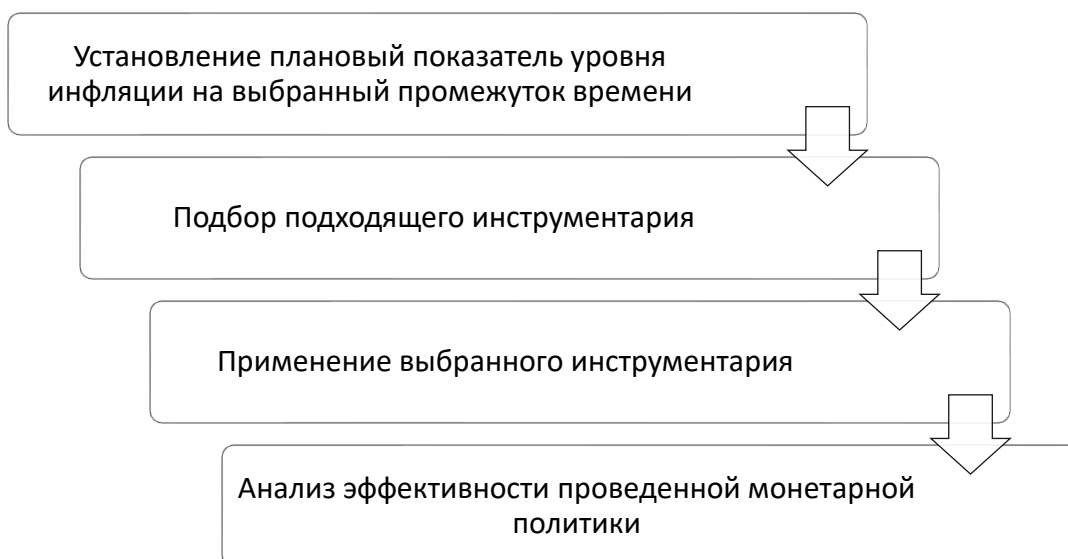 Установление плановый показатель уровня
инфляции на выбранный промежуток времени
Подбор подходящего инструментария
Применение выбранного инструментария
Анализ эффективности проведенной монетарной
политики